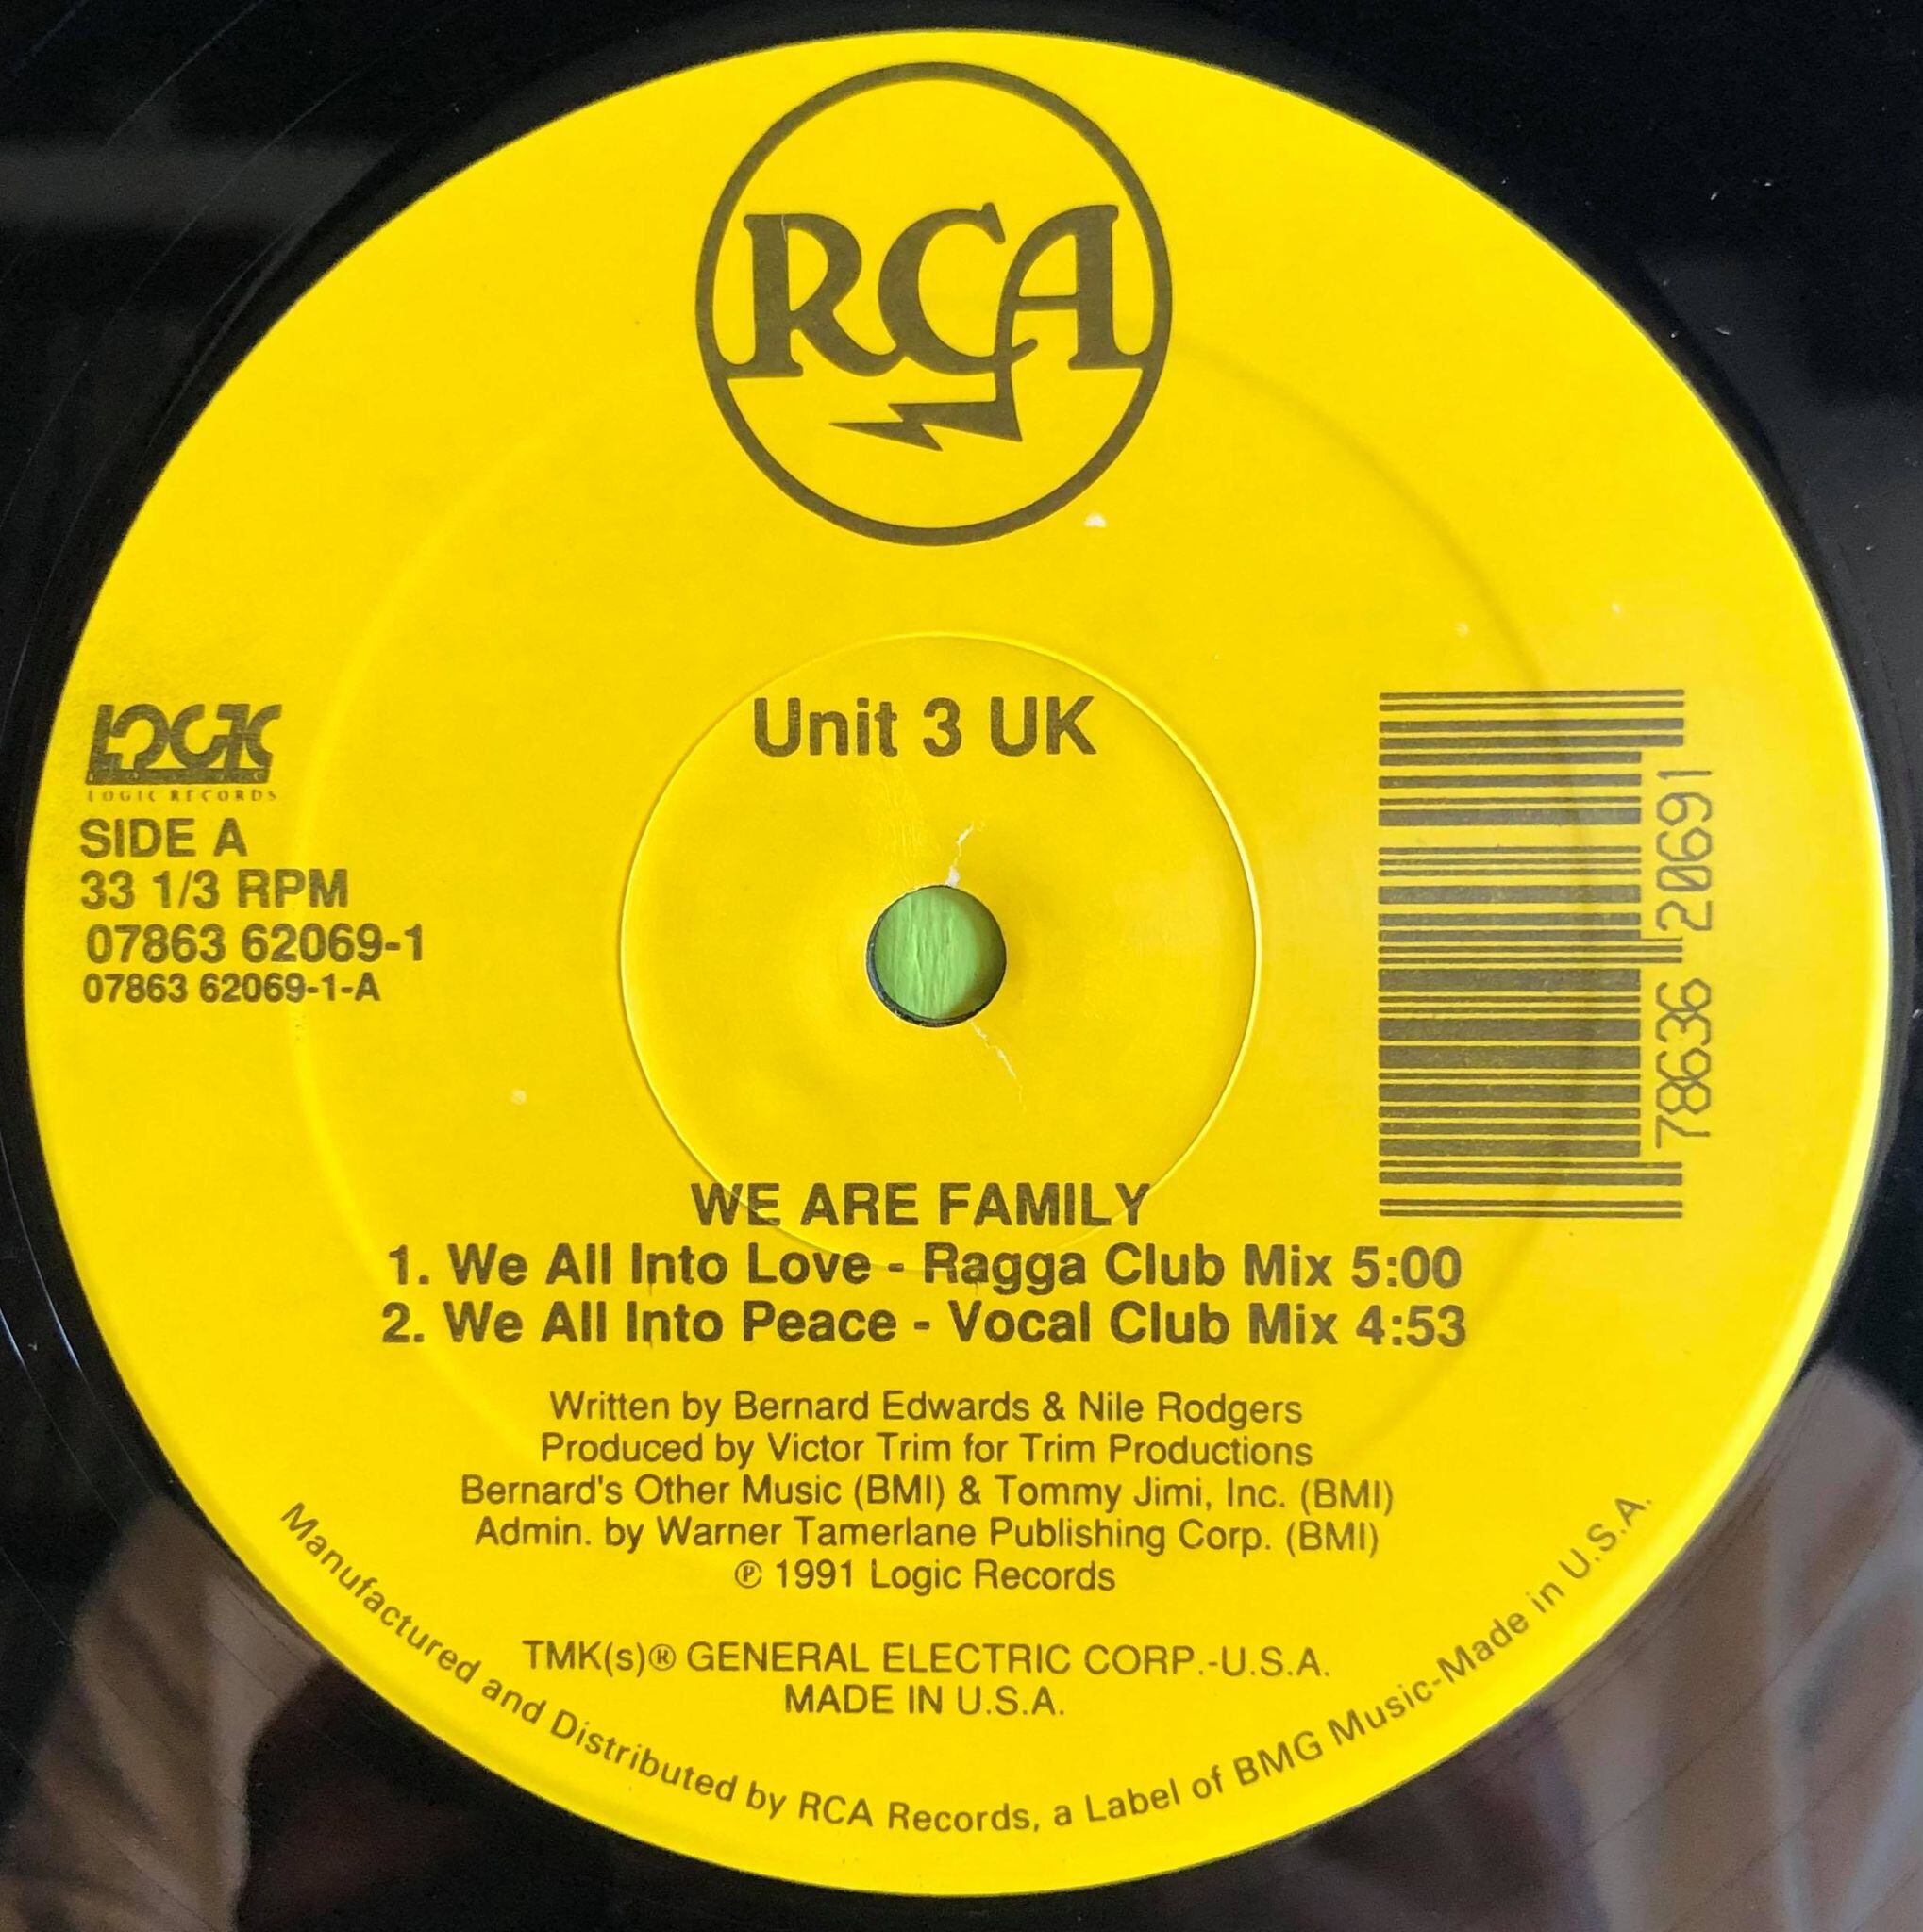 RCA
Unit 3 UK
LOGIC
LOGIC RECORDS
SIDE A
33 1/3 RPM
07863 62069-1
07863 62069-1-A
78636 20691
WE ARE FAMILY
1. We All Into Love - Ragga Club Mix 5:00
2. We All Into Peace - Vocal Club Mix 4:53
Written by Bernard Edwards & Nile Rodgers
Produced by Victor Trim for Trim Productions
Bernard's Other Music (BMI) & Tommy Jimi, Inc. (BMI)
Admin. by Warner Tamerlane Publishing Corp. (BMI)
℗ 1991 Logic Records
TMK(s)® GENERAL ELECTRIC CORP.-U.S.A.
MADE IN U.S.A.
Manufactured and Distributed by RCA Records, a Label of BMG Music-Made in U.S.A.